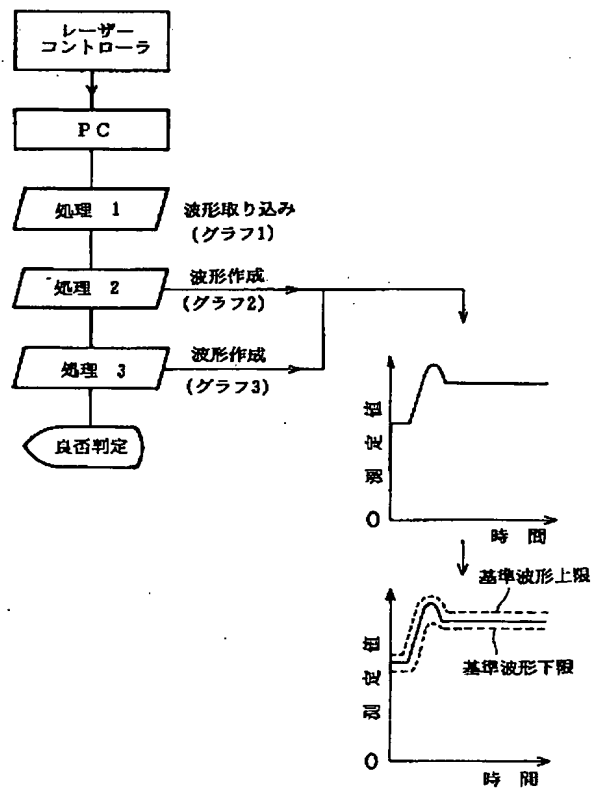 レーザー
コントローラ
PC
処理 1
波形取り込み
(グラフ1)
処理 2
波形作成
(グラフ2)
処理 3
波形作成
(グラフ3)
良否判定
測定値
0
時 間
基準波形上限
基準波形下限
測定値
0
時 間